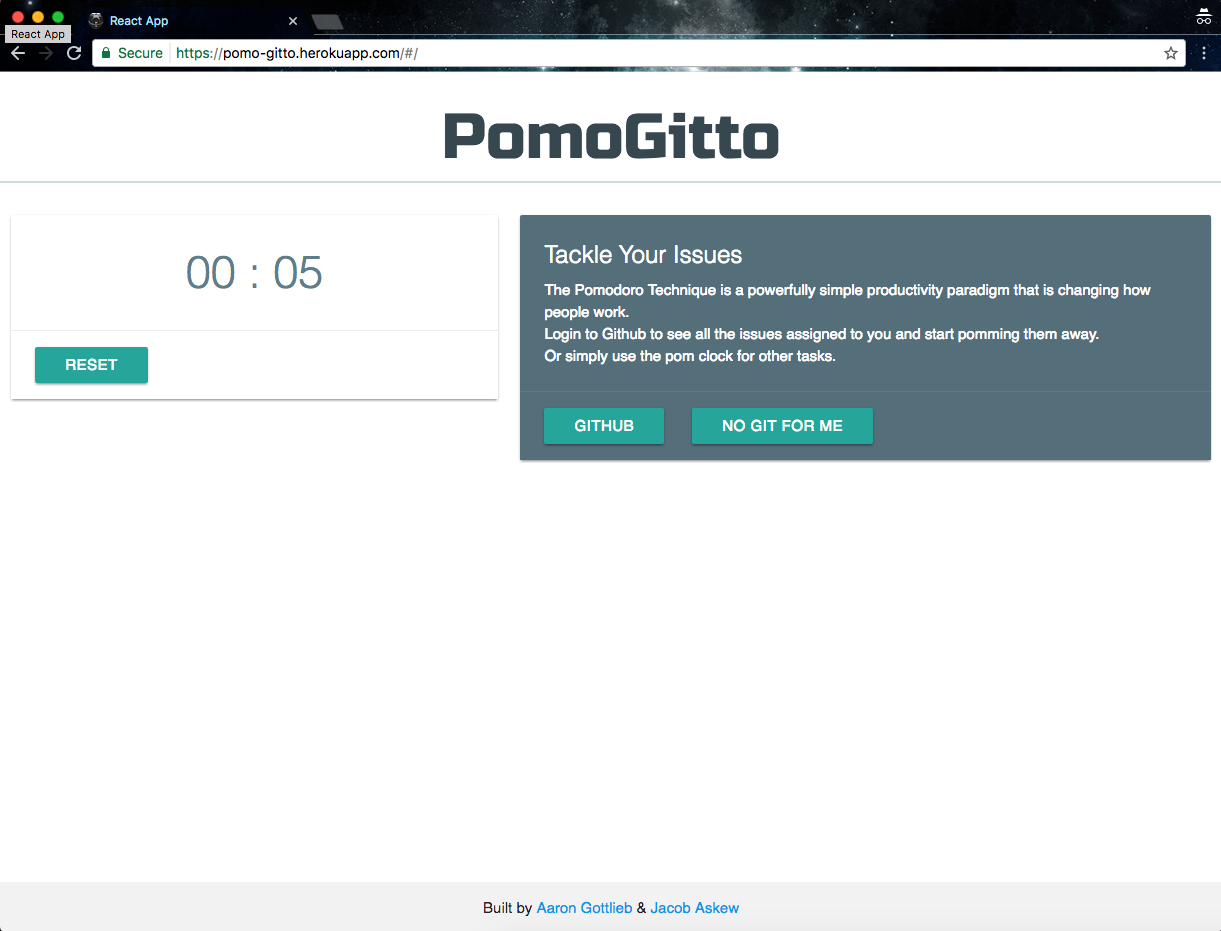 React App
React App
Secure https://pomo-gitto.herokuapp.com/#/
PomoGitto
00 : 05
RESET
Tackle Your Issues
The Pomodoro Technique is a powerfully simple productivity paradigm that is changing how
people work.
Login to Github to see all the issues assigned to you and start pomming them away.
Or simply use the pom clock for other tasks.
GITHUB
NO GIT FOR ME
Built by Aaron Gottlieb & Jacob Askew